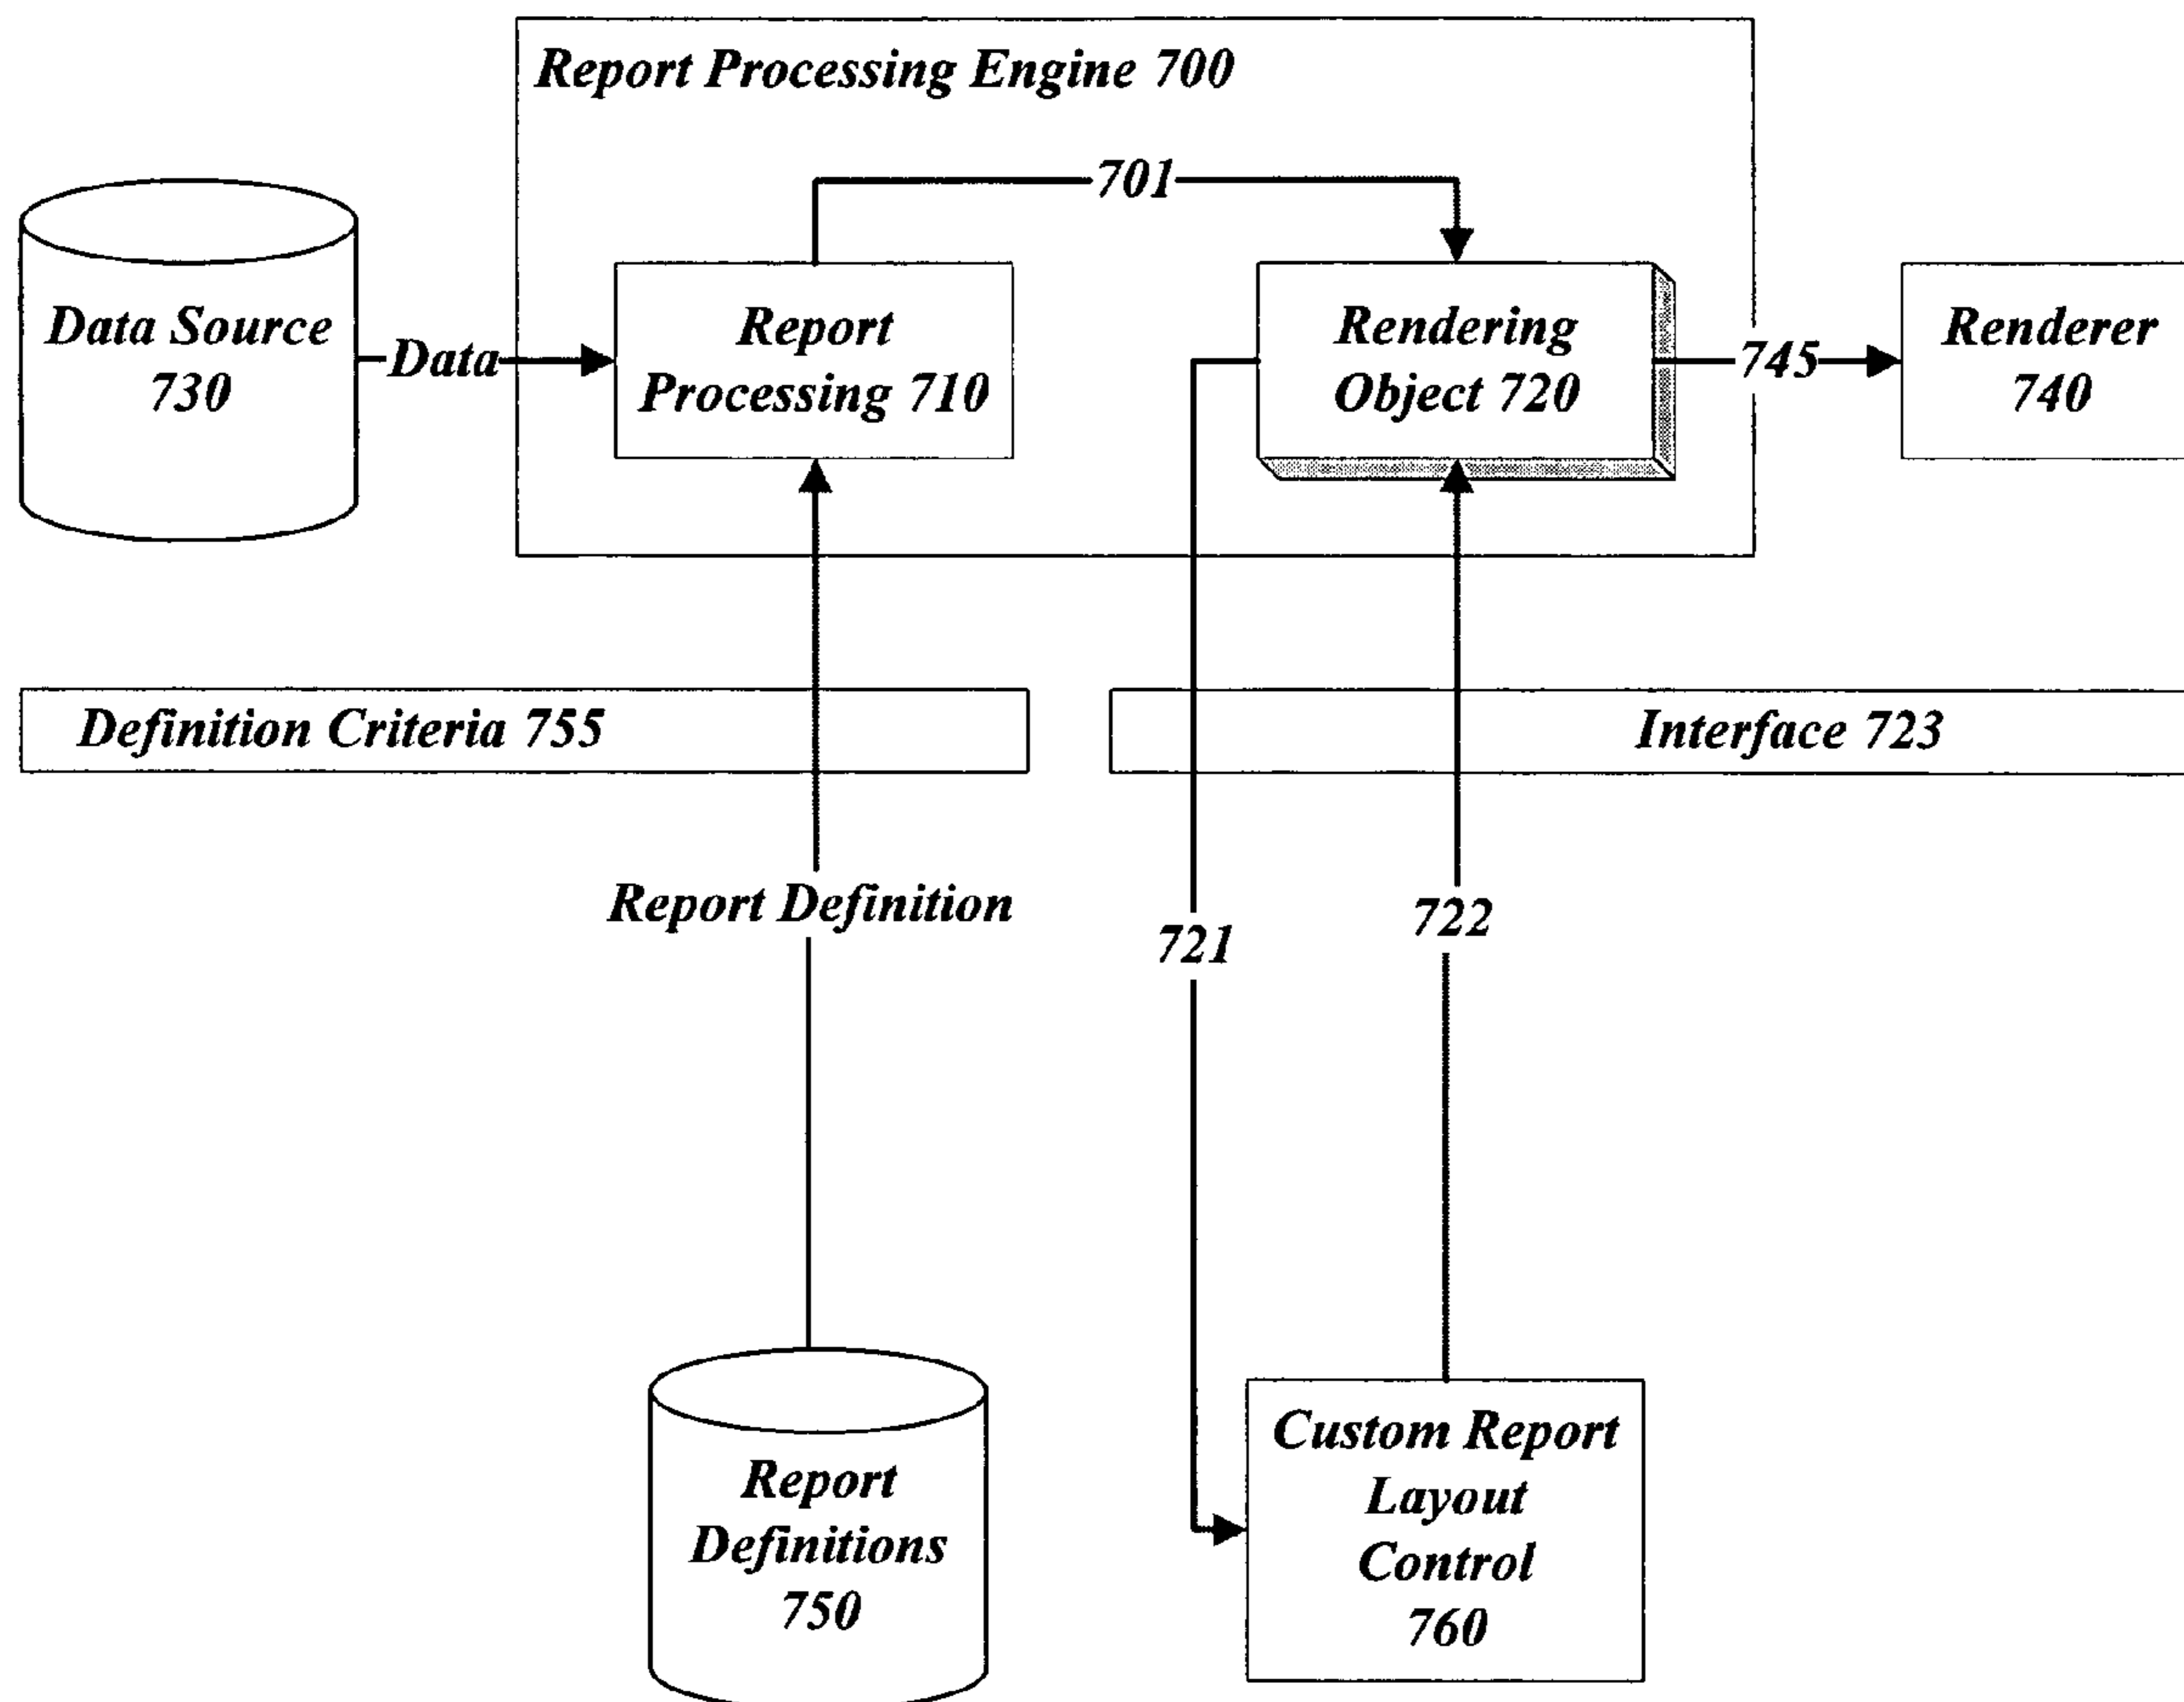 Report Processing Engine 700
701
Data Source
730
Data
Report
Processing 710
Rendering
Object 720
745
Renderer
740
Definition Criteria 755
Interface 723
Report Definition
721
722
Report
Definitions
750
Custom Report
Layout
Control
760